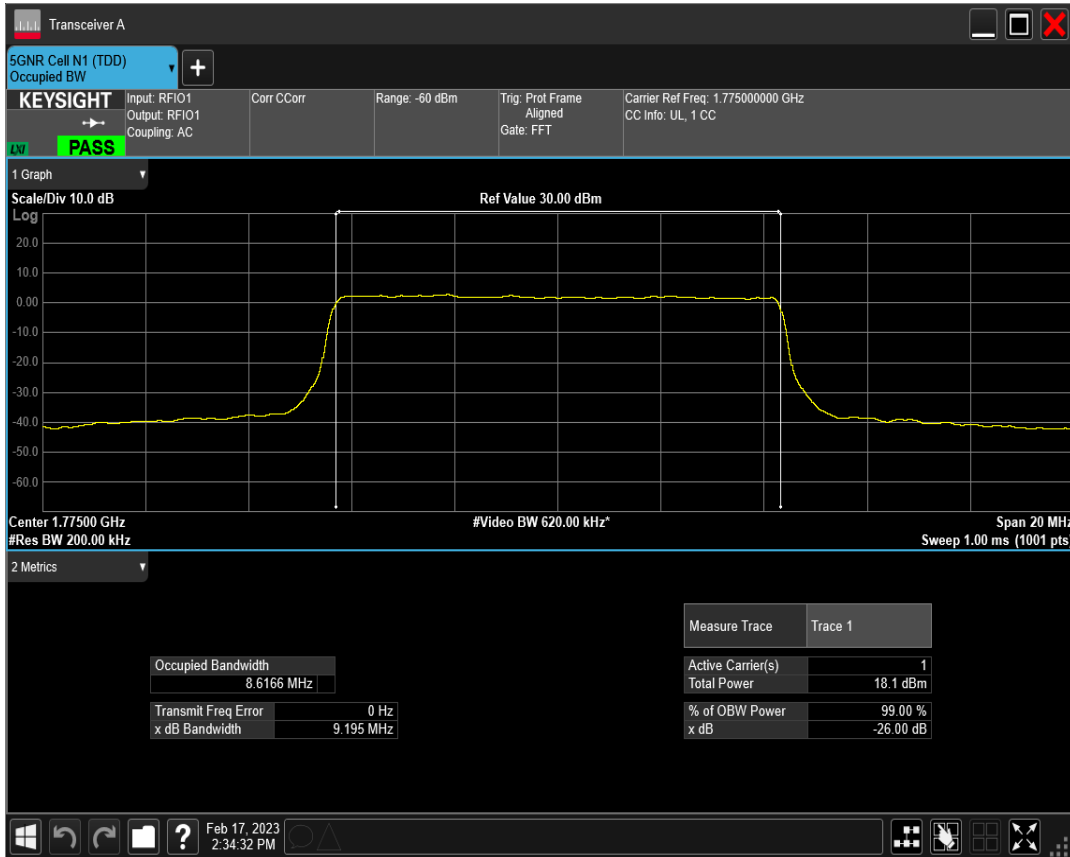 Transceiver A
5GNR Cell N1 (TDD)
Occupied BW
+
KEYSIGHT
LXI
PASS
Input: RFIO1
Output: RFIO1
Coupling: AC
Corr CCorr
Range: -60 dBm
Trig: Prot Frame
Aligned
Gate: FFT
Carrier Ref Freq: 1.775000000 GHz
CC Info: UL, 1 CC
1 Graph
Scale/Div 10.0 dB
Ref Value 30.00 dBm
Log
20.0
10.0
0.00
-10.0
-20.0
-30.0
-40.0
-50.0
-60.0
Center 1.77500 GHz
#Video BW 620.00 kHz*
Span 20 MHz
#Res BW 200.00 kHz
Sweep 1.00 ms (1001 pts)
2 Metrics
Measure Trace Trace 1
Occupied Bandwidth
8.6166 MHz
Active Carrier(s) 1
Total Power 18.1 dBm
Transmit Freq Error 0 Hz
x dB Bandwidth 9.195 MHz
% of OBW Power 99.00 %
x dB -26.00 dB
?
Feb 17, 2023
2:34:32 PM